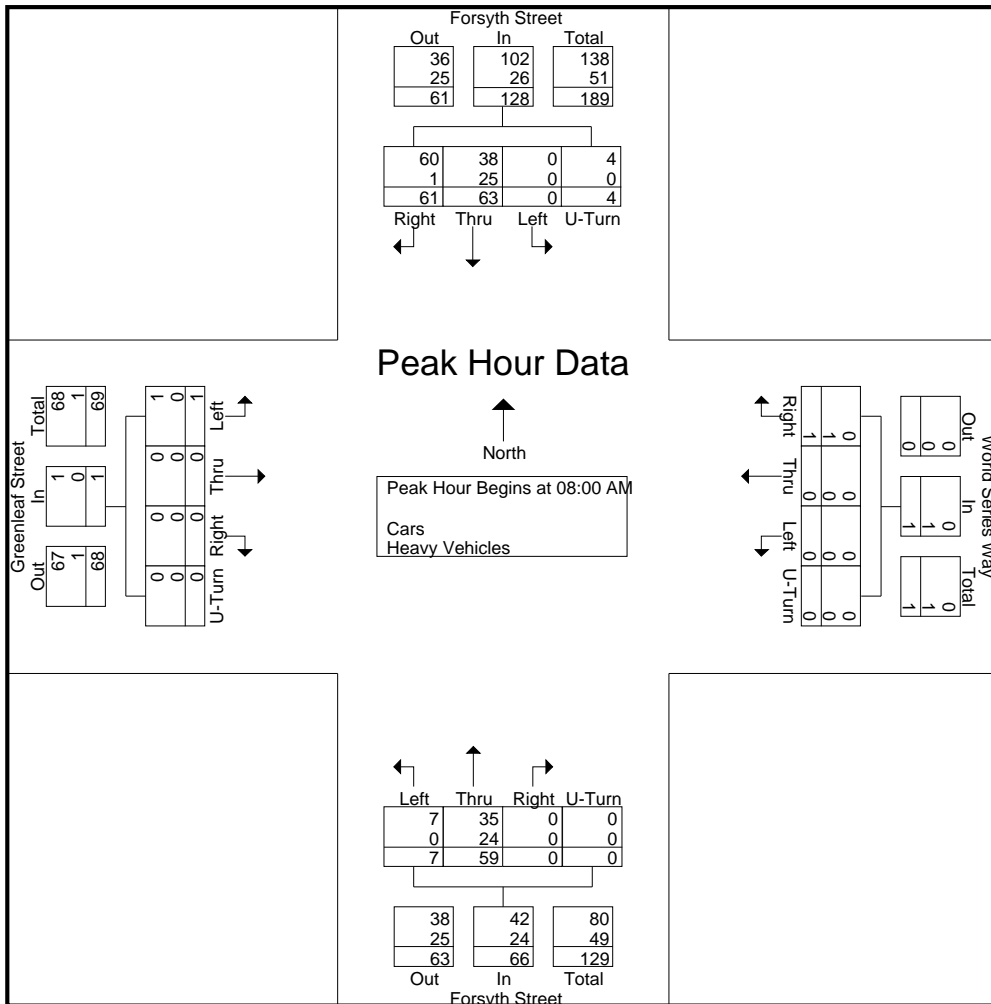 Forsyth Street
Out In Total
36 102 138
25 26 51
61 128 189
60 38 0 4
1 25 0 0
61 63 0 4
Right Thru Left U-Turn
Peak Hour Data
North
Peak Hour Begins at 08:00 AM
Cars
Heavy Vehicles
Greenleaf Street
Out In Total
67 1 68
1 0 1
68 1 69
0 0 0 1
0 0 0 0
0 0 0 1
U-Turn Right Thru Left
World Series Way
Out In Total
0 0 0
0 1 1
0 1 1
0 0 0 0
1 0 0 0
1 0 0 0
Right Thru Left U-Turn
Left Thru Right U-Turn
7 35 0 0
0 24 0 0
7 59 0 0
38 42 80
25 24 49
63 66 129
Out In Total
Forsyth Street